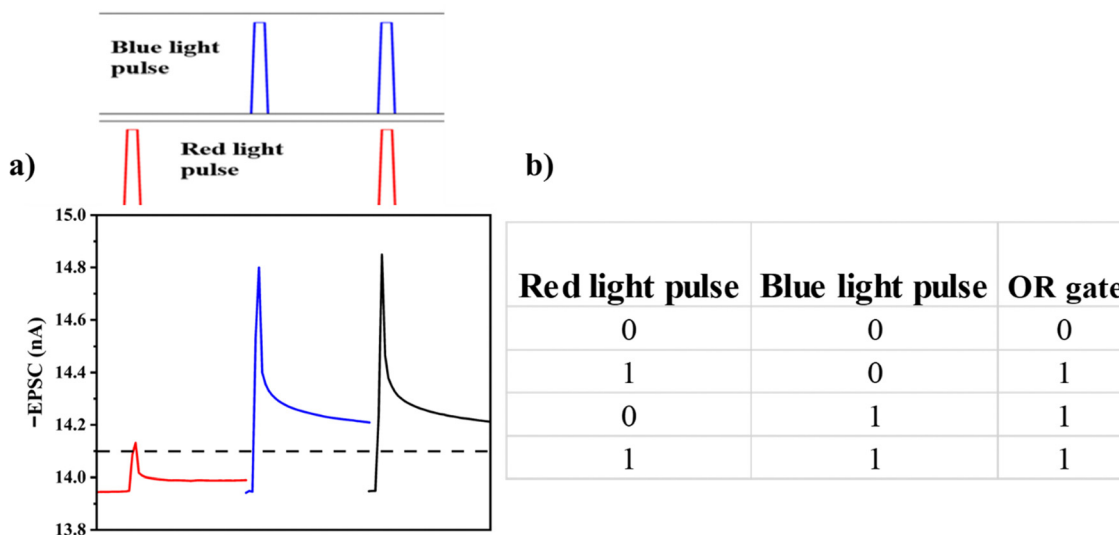 Blue light
pulse
Red light
pulse
a)
15.0
14.8
14.6
14.4
14.2
14.0
13.8
−EPSC (nA)
b)
Red light pulse Blue light pulse OR gate
0 0 0
1 0 1
0 1 1
1 1 1